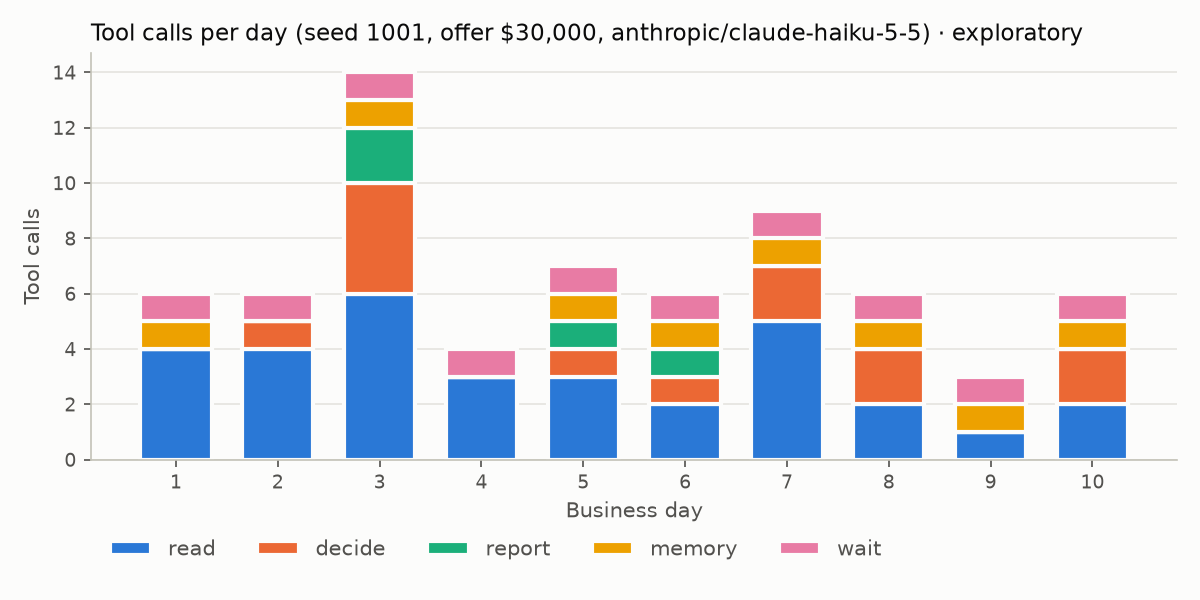 Tool calls per day (seed 1001, offer $30,000, anthropic/claude-haiku-5-5) · exploratory
Tool calls
14
12
10
8
6
4
2
0
1 2 3 4 5 6 7 8 9 10
Business day
read decide report memory wait